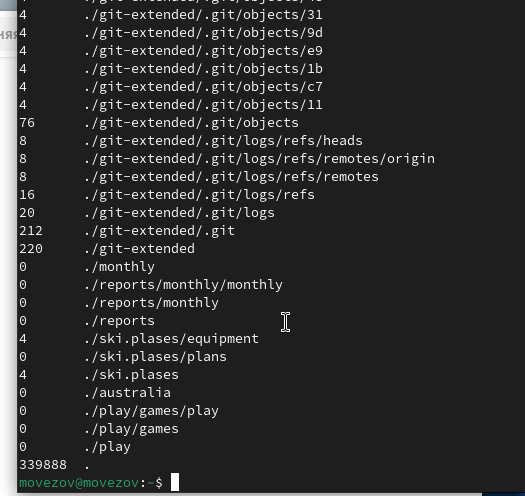 4 ./git-extended/.git/objects/31
4 ./git-extended/.git/objects/9d
4 ./git-extended/.git/objects/e9
4 ./git-extended/.git/objects/1b
4 ./git-extended/.git/objects/c7
4 ./git-extended/.git/objects/11
76 ./git-extended/.git/objects
8 ./git-extended/.git/logs/refs/heads
8 ./git-extended/.git/logs/refs/remotes/origin
8 ./git-extended/.git/logs/refs/remotes
16 ./git-extended/.git/logs/refs
20 ./git-extended/.git/logs
212 ./git-extended/.git
220 ./git-extended
0 ./monthly
0 ./reports/monthly/monthly
0 ./reports/monthly
0 ./reports
4 ./ski.plases/equipment
0 ./ski.plases/plans
4 ./ski.plases
0 ./australia
0 ./play/games/play
0 ./play/games
0 ./play
339888 .
movezov@movezov:~$